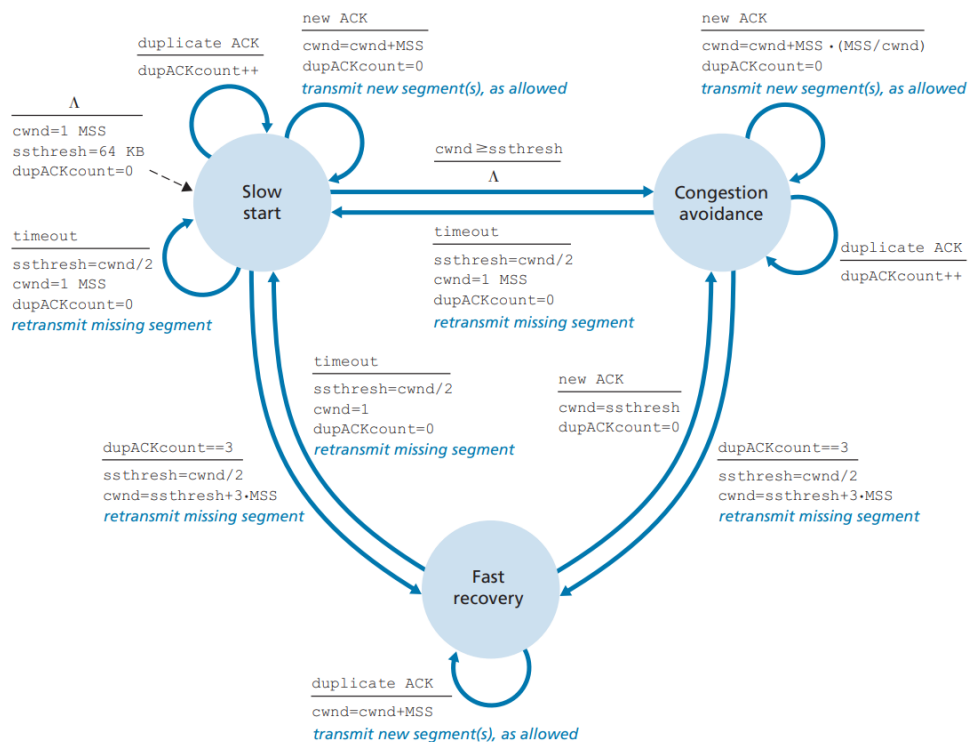 new ACK
cwnd=cwnd+MSS
dupACKcount=0
transmit new segment(s), as allowed
new ACK
cwnd=cwnd+MSS·(MSS/cwnd)
dupACKcount=0
transmit new segment(s), as allowed
duplicate ACK
dupACKcount++
Λ
cwnd=1 MSS
ssthresh=64 KB
dupACKcount=0
Slow
start
cwnd≥ssthresh
Λ
Congestion
avoidance
timeout
ssthresh=cwnd/2
cwnd=1 MSS
dupACKcount=0
retransmit missing segment
timeout
ssthresh=cwnd/2
cwnd=1 MSS
dupACKcount=0
retransmit missing segment
duplicate ACK
dupACKcount++
timeout
ssthresh=cwnd/2
cwnd=1
dupACKcount=0
retransmit missing segment
new ACK
cwnd=ssthresh
dupACKcount=0
dupACKcount==3
ssthresh=cwnd/2
cwnd=ssthresh+3·MSS
retransmit missing segment
dupACKcount==3
ssthresh=cwnd/2
cwnd=ssthresh+3·MSS
retransmit missing segment
Fast
recovery
duplicate ACK
cwnd=cwnd+MSS
transmit new segment(s), as allowed